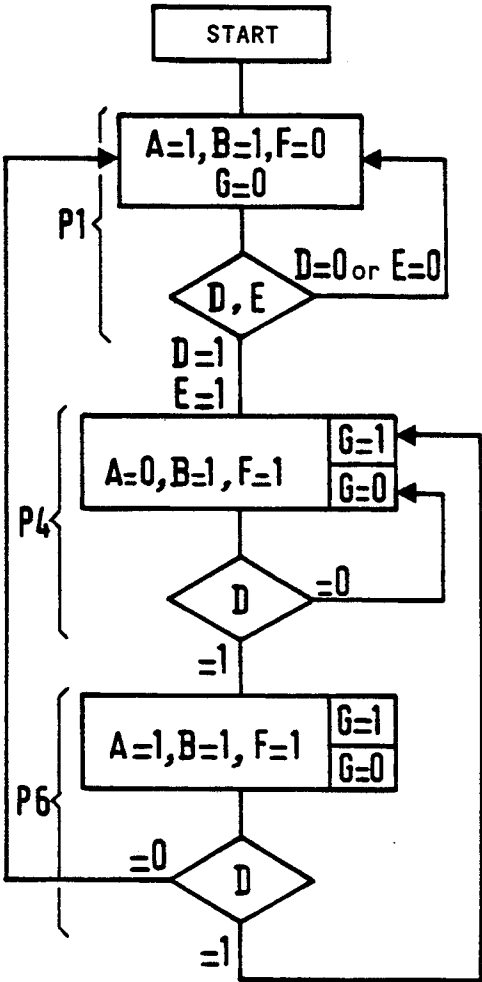 START
A=1,B=1,F=0
G=0
P1
D=0 or E=0
D, E
D=1
E=1
G=1
A=0,B=1,F=1
G=0
P4
D
=0
=1
G=1
A=1,B=1,F=1
G=0
P6
=0
D
=1